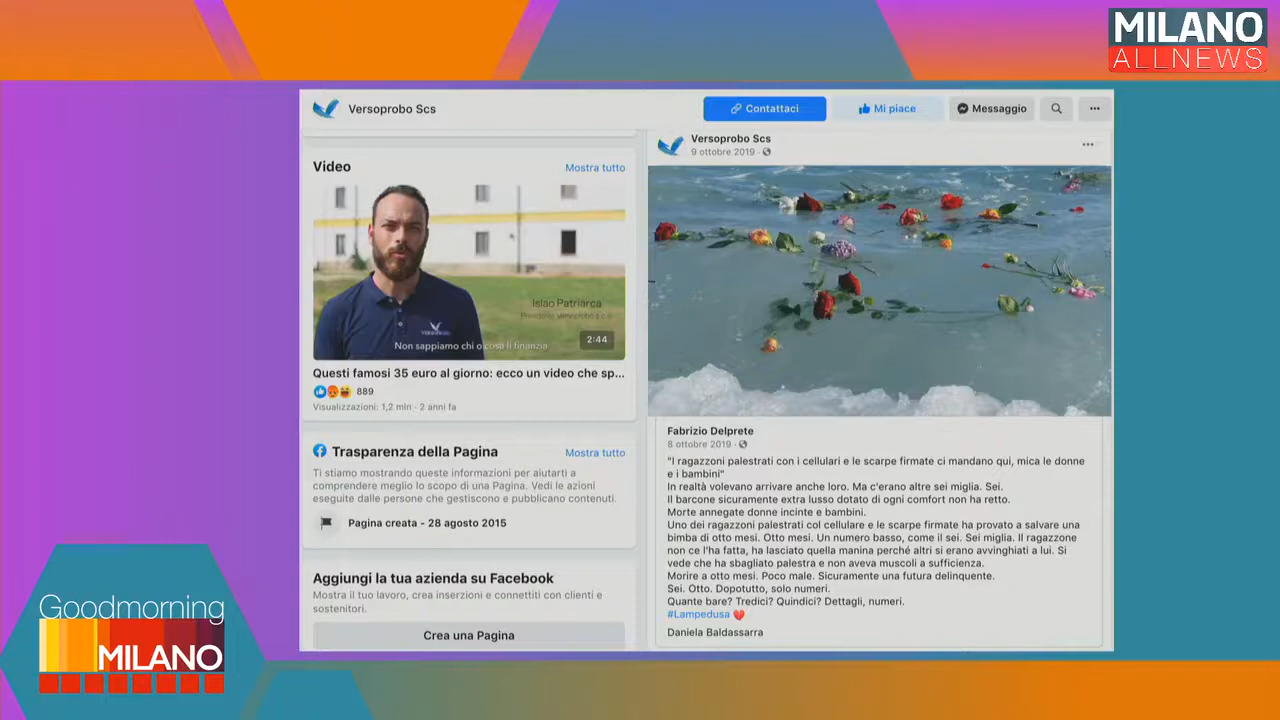 MILANO
ALLNEWS
Versoprobo Scs
Contattaci
Mi piace
Messaggio
Video
Mostra tutto
Islao Patriarca
Presidente Versoprobo s.c.s.
Non sappiamo chi o cosa li finanzia
2:44
Questi famosi 35 euro al giorno: ecco un video che sp...
889
Visualizzazioni: 1,2 mln · 2 anni fa
Trasparenza della Pagina
Mostra tutto
Ti stiamo mostrando queste informazioni per aiutarti a
comprendere meglio lo scopo di una Pagina. Vedi le azioni
eseguite dalle persone che gestiscono e pubblicano contenuti.
Pagina creata - 28 agosto 2015
Aggiungi la tua azienda su Facebook
Mostra il tuo lavoro, crea inserzioni e connettiti con clienti e
sostenitori.
Crea una Pagina
Versoprobo Scs
9 ottobre 2019 ·
Fabrizio Delprete
8 ottobre 2019 ·
"I ragazzoni palestrati con i cellulari e le scarpe firmate ci mandano qui, mica le donne
e i bambini"
In realtà volevano arrivare anche loro. Ma c'erano altre sei miglia. Sei.
Il barcone sicuramente extra lusso dotato di ogni comfort non ha retto.
Morte annegate donne incinte e bambini.
Uno dei ragazzoni palestrati col cellulare e le scarpe firmate ha provato a salvare una
bimba di otto mesi. Otto mesi. Un numero basso, come il sei. Sei miglia. Il ragazzone
non ce l'ha fatta, ha lasciato quella manina perché altri si erano avvinghiati a lui. Si
vede che ha sbagliato palestra e non aveva muscoli a sufficienza.
Morire a otto mesi. Poco male. Sicuramente una futura delinquente.
Sei. Otto. Dopotutto, solo numeri.
Quante bare? Tredici? Quindici? Dettagli, numeri.
#Lampedusa 💔
Daniela Baldassarra
Goodmorning
MILANO